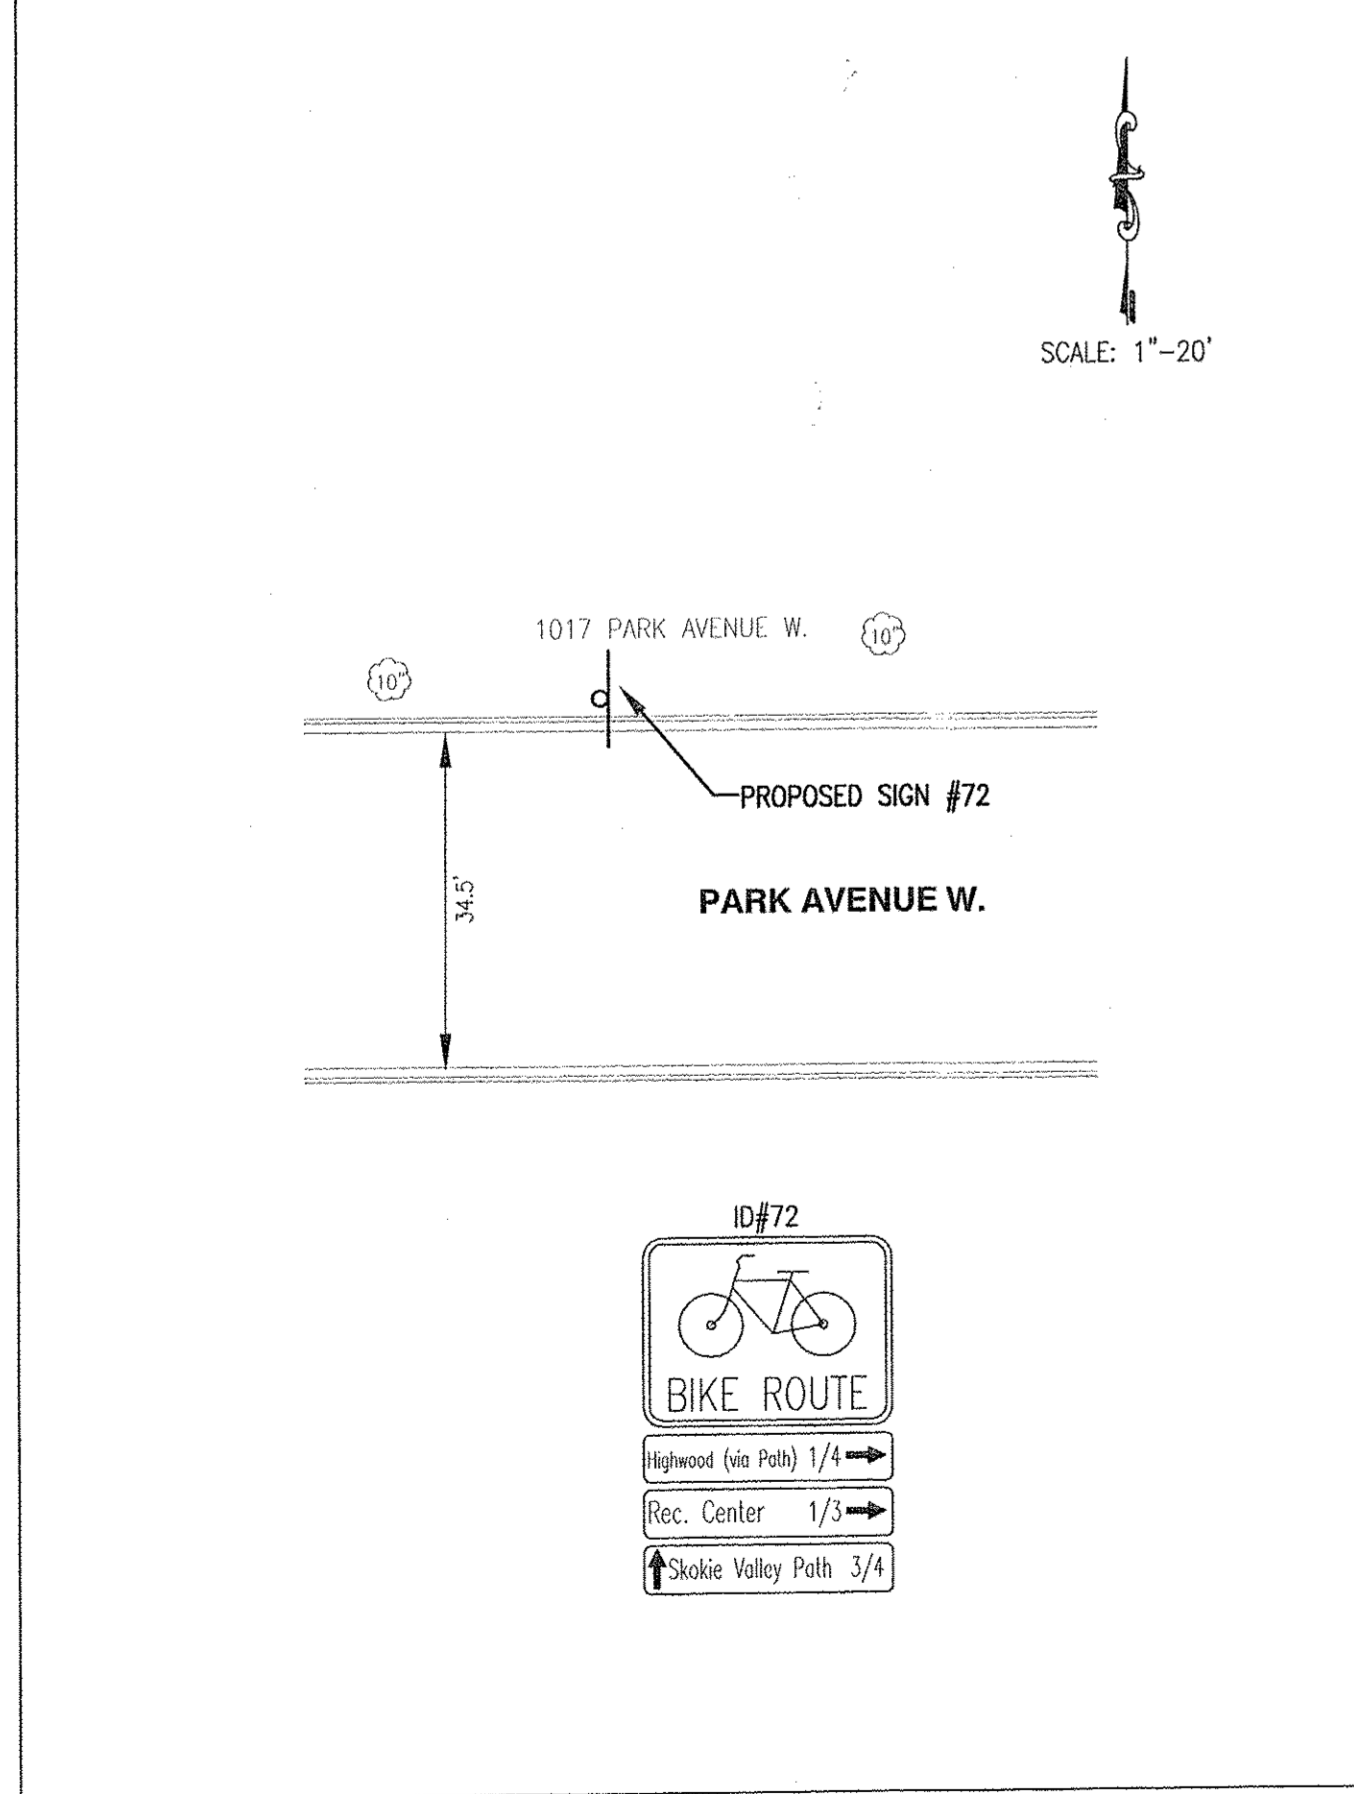 SCALE: 1"-20'
1017 PARK AVENUE W.
10"
10"
PROPOSED SIGN #72
34.5'
PARK AVENUE W.
ID#72
BIKE ROUTE
Highwood (via Path) 1/4
Rec. Center 1/3
Skokie Valley Path 3/4